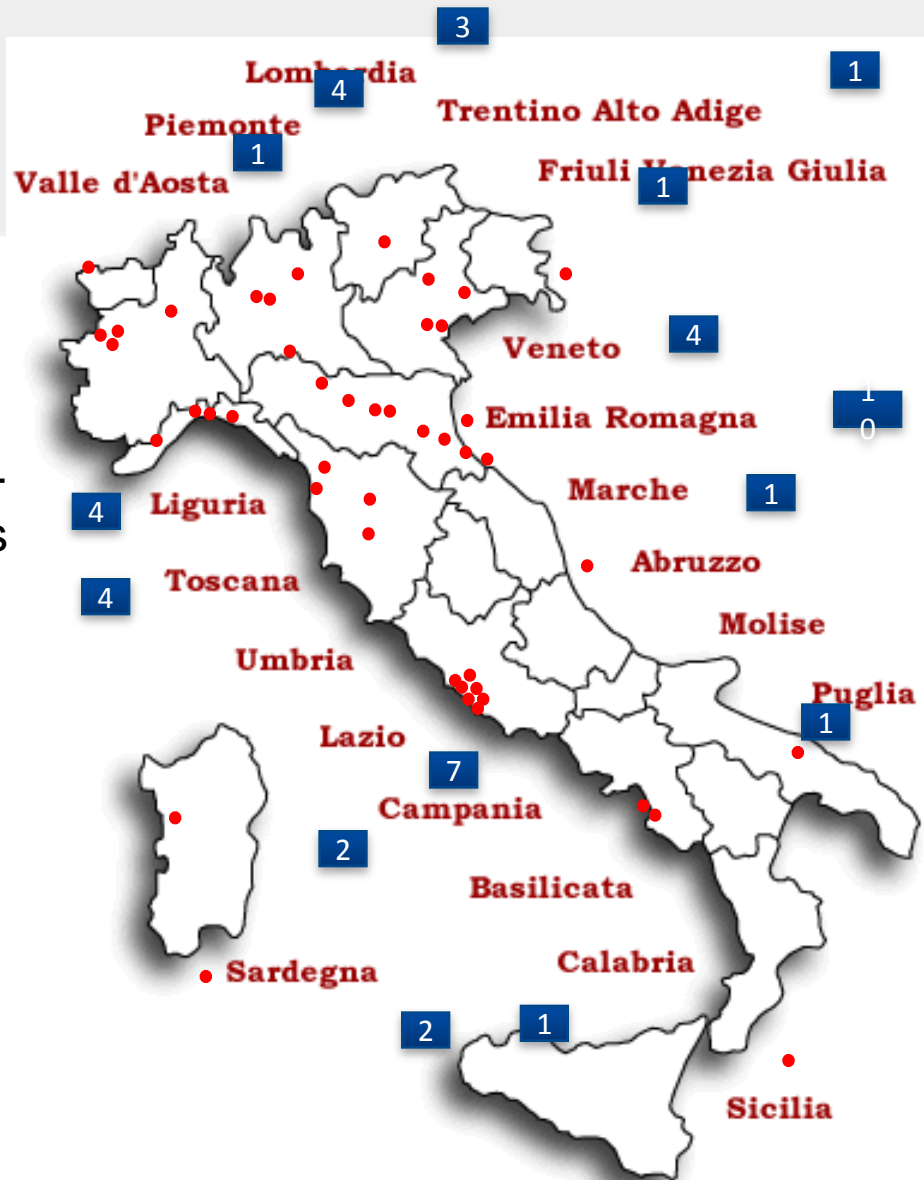 3
Lombardia
1
4
Trentino Alto Adige
Piemonte
1
Friuli Venezia Giulia
Valle d'Aosta
1
4
Veneto
10
Emilia Romagna
Marche
1
4
Liguria
s
Abruzzo
Toscana
4
Molise
Umbria
Puglia
1
Lazio
7
Campania
2
Basilicata
Calabria
Sardegna
2
1
Sicilia